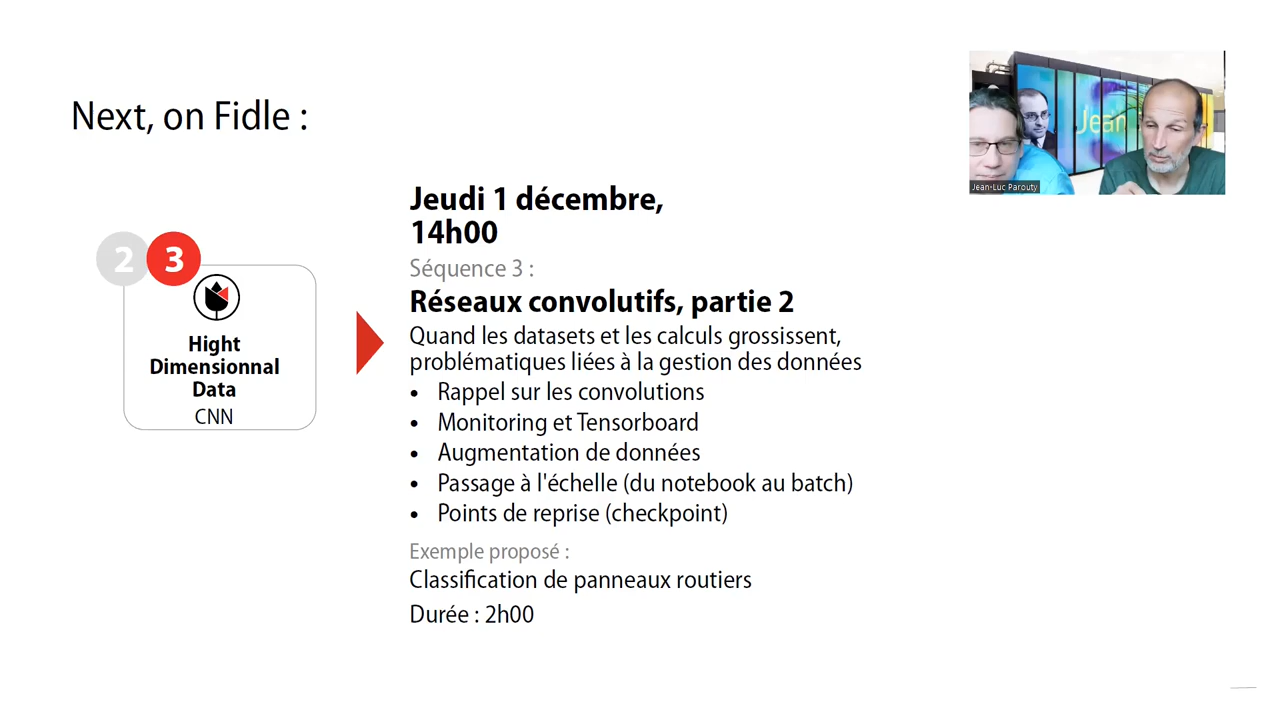 Next, on Fidle :
Jeudi 1 décembre,
14h00
Séquence 3 :
Réseaux convolutifs, partie 2
Quand les datasets et les calculs grossissent,
problématiques liées à la gestion des données
• Rappel sur les convolutions
• Monitoring et Tensorboard
• Augmentation de données
• Passage à l'échelle (du notebook au batch)
• Points de reprise (checkpoint)
Exemple proposé :
Classification de panneaux routiers
Durée : 2h00
2 3
Hight
Dimensionnal
Data
CNN
Jean
Jean-Luc Parouty